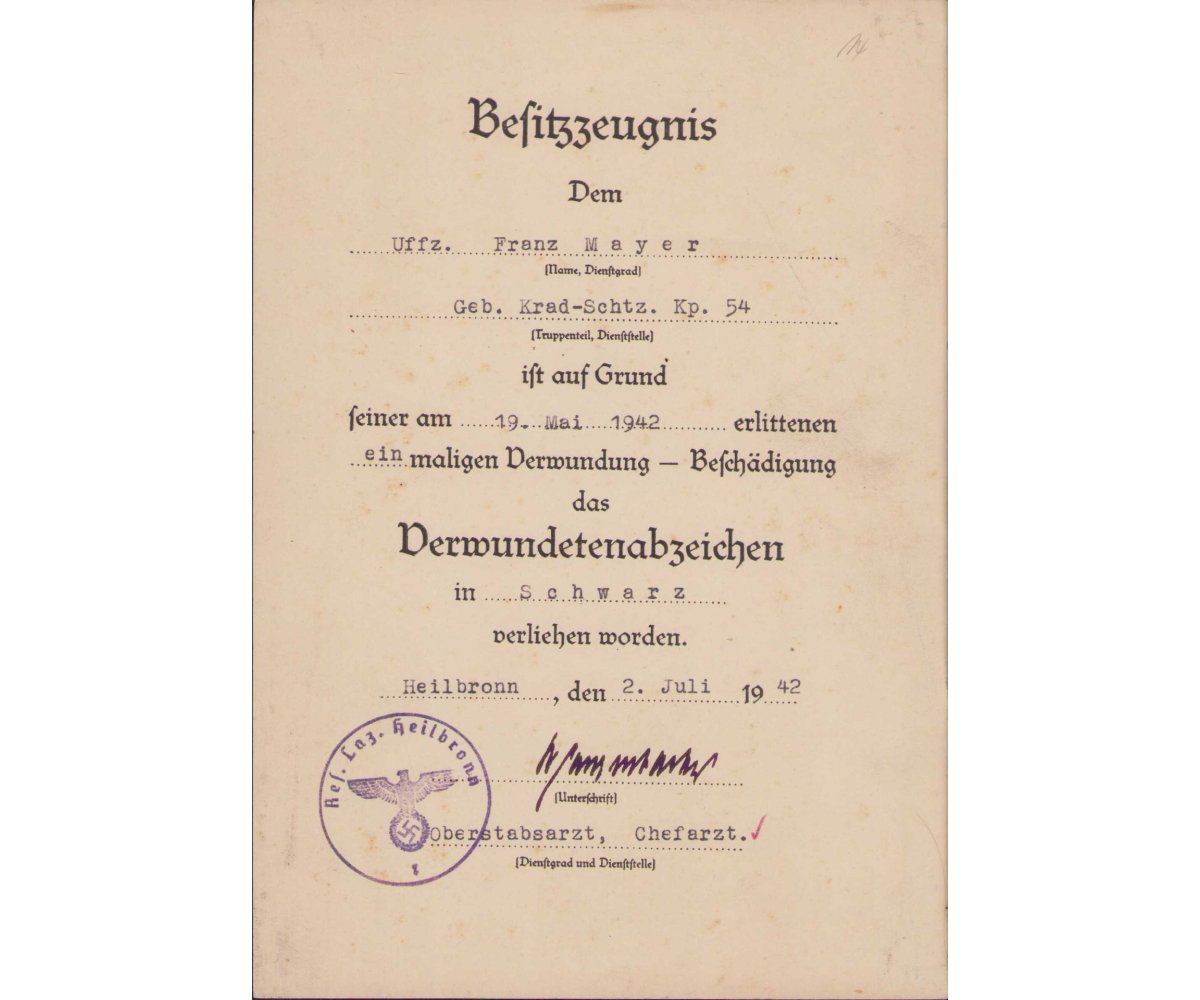 Besitzzeugnis
Dem
Uffz. Franz Mayer
(Name, Dienstgrad)
Geb. Krad-Schtz. Kp. 54
(Truppenteil, Dienststelle)
ist auf Grund
seiner am 19. Mai 1942 erlittenen
ein maligen Verwundung – Beschädigung
das
Verwundetenabzeichen
in Schwarz
verliehen worden.
Heilbronn, den 2. Juli 1942
Res. Laz. Heilbronn
(Unterschrift)
Oberstabsarzt, Chefarzt.
(Dienstgrad und Dienststelle)